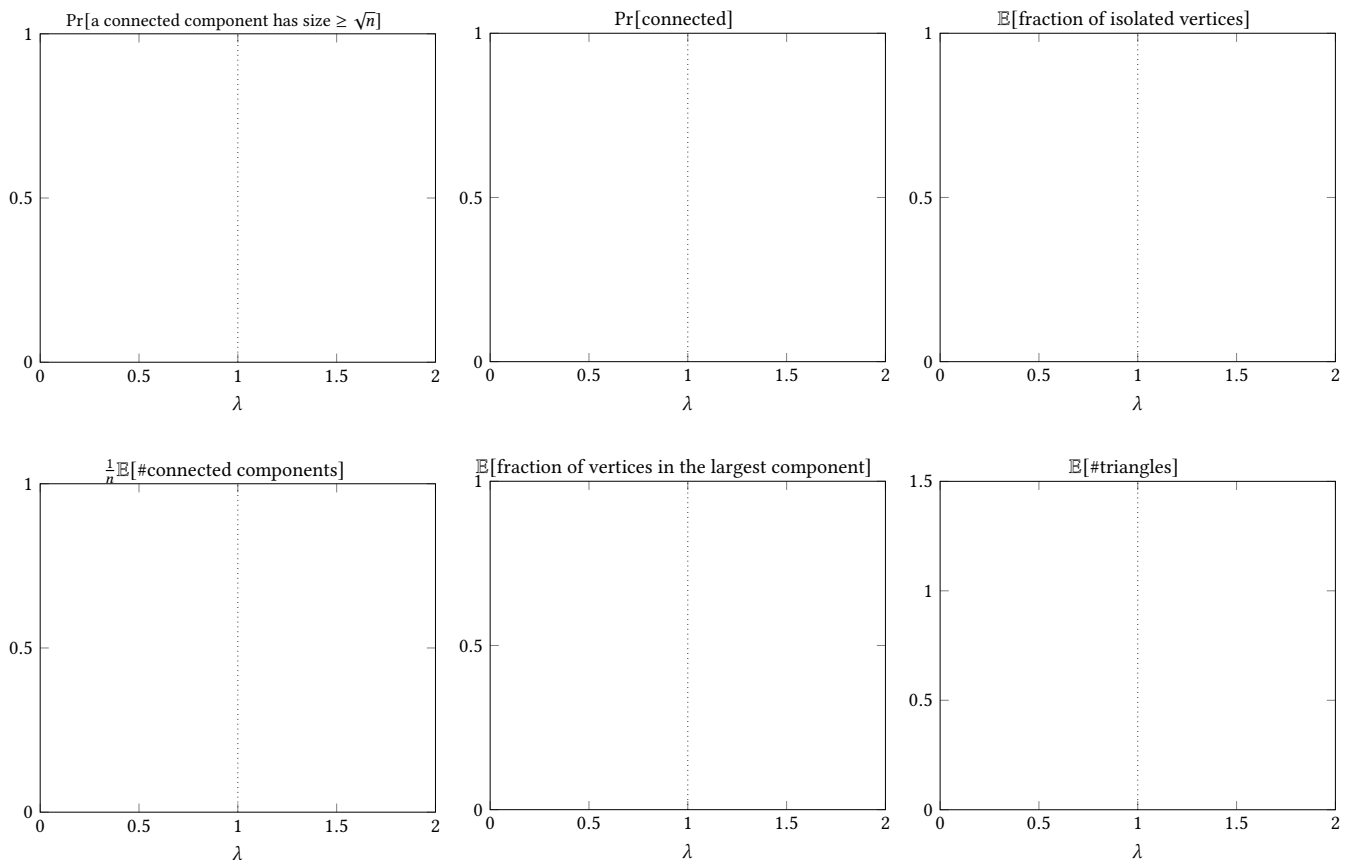 Pr[a connected component has size ≥ √n]
1
0.5
0
0 0.5 1 1.5 2
λ
Pr[connected]
1
0.5
0
0 0.5 1 1.5 2
λ
𝔼[fraction of isolated vertices]
1
0.5
0
0 0.5 1 1.5 2
λ
1/n 𝔼[#connected components]
1
0.5
0
0 0.5 1 1.5 2
λ
𝔼[fraction of vertices in the largest component]
1
0.5
0
0 0.5 1 1.5 2
λ
𝔼[#triangles]
1.5
1
0.5
0
0 0.5 1 1.5 2
λ